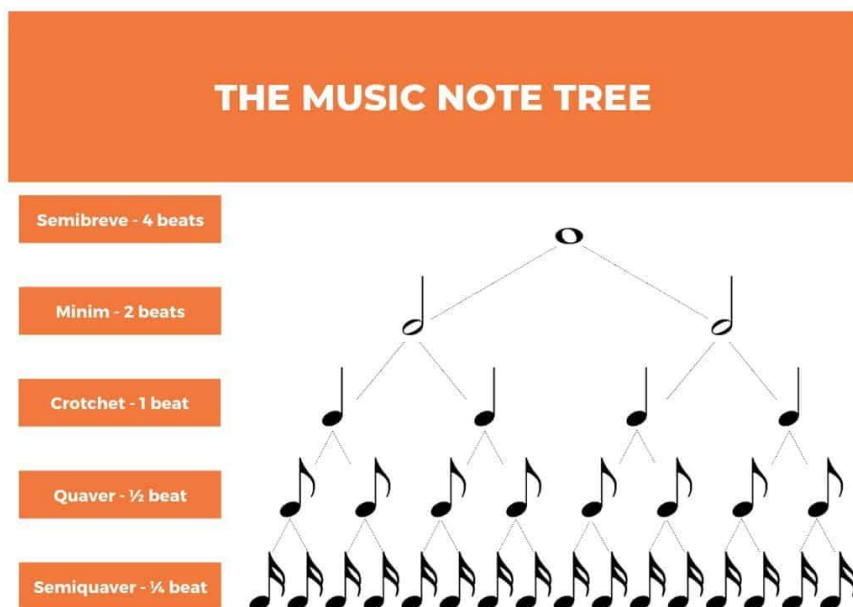 THE MUSIC NOTE TREE
Semibreve - 4 beats
Minim - 2 beats
Crotchet - 1 beat
Quaver - ½ beat
Semiquaver - ¼ beat